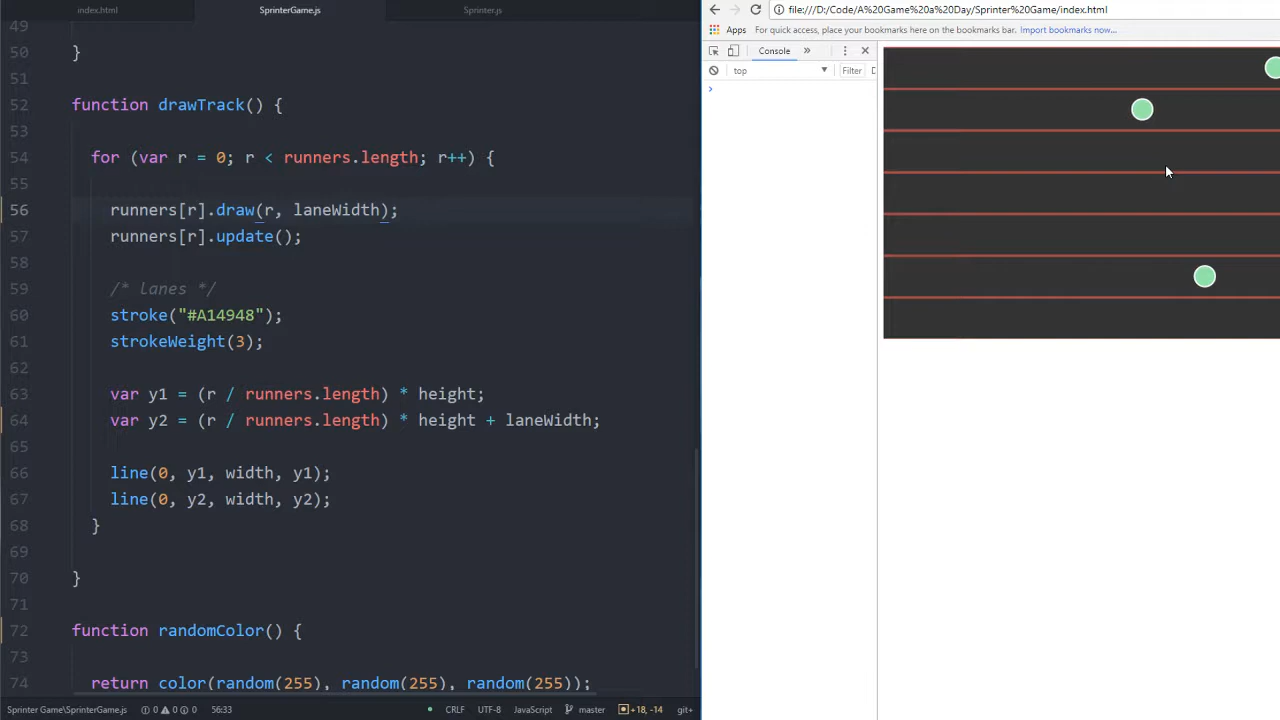 index.html
SprinterGame.js
Sprinter.js
49
50 }
51
52 function drawTrack() {
53
54 for (var r = 0; r < runners.length; r++) {
55
56 runners[r].draw(r, laneWidth);
57 runners[r].update();
58
59 /* lanes */
60 stroke("#A14948");
61 strokeWeight(3);
62
63 var y1 = (r / runners.length) * height;
64 var y2 = (r / runners.length) * height + laneWidth;
65
66 line(0, y1, width, y1);
67 line(0, y2, width, y2);
68 }
69
70 }
71
72 function randomColor() {
73
74 return color(random(255), random(255), random(255));
Sprinter Game\SprinterGame.js 0 0 0 56:33 CRLF UTF-8 JavaScript master +18, -14 git+
file:///D:/Code/A%20Game%20a%20Day/Sprinter%20Game/index.html
Apps For quick access, place your bookmarks here on the bookmarks bar. Import bookmarks now...
Console »
top Filter
>